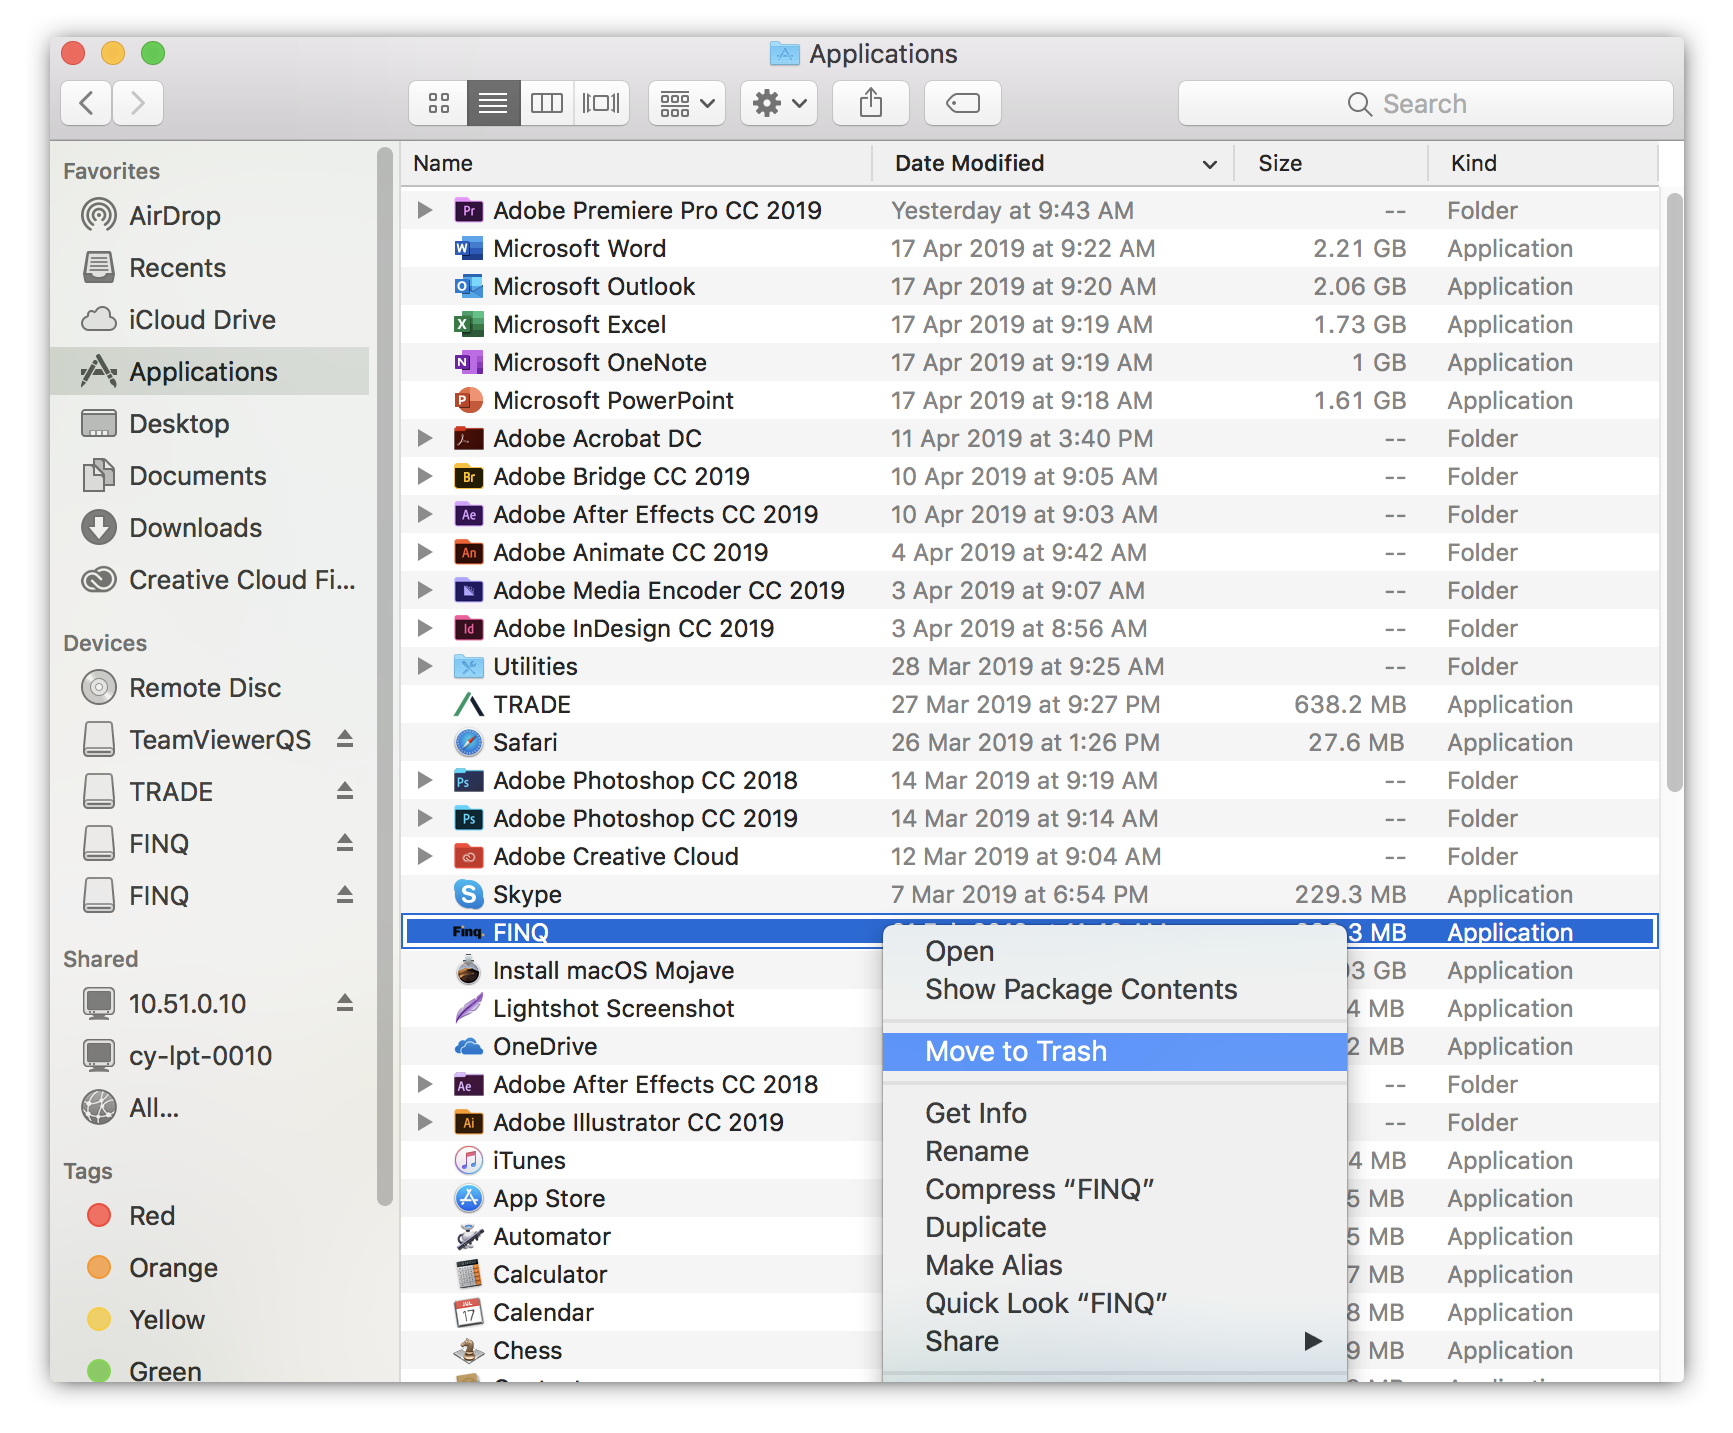 Applications
Search
Favorites
AirDrop
Recents
iCloud Drive
Applications
Desktop
Documents
Downloads
Creative Cloud Fi...
Devices
Remote Disc
TeamViewerQS
TRADE
FINQ
FINQ
Shared
10.51.0.10
cy-lpt-0010
All...
Tags
Red
Orange
Yellow
Green
Name Date Modified Size Kind
Adobe Premiere Pro CC 2019 Yesterday at 9:43 AM -- Folder
Microsoft Word 17 Apr 2019 at 9:22 AM 2.21 GB Application
Microsoft Outlook 17 Apr 2019 at 9:20 AM 2.06 GB Application
Microsoft Excel 17 Apr 2019 at 9:19 AM 1.73 GB Application
Microsoft OneNote 17 Apr 2019 at 9:19 AM 1 GB Application
Microsoft PowerPoint 17 Apr 2019 at 9:18 AM 1.61 GB Application
Adobe Acrobat DC 11 Apr 2019 at 3:40 PM -- Folder
Adobe Bridge CC 2019 10 Apr 2019 at 9:05 AM -- Folder
Adobe After Effects CC 2019 10 Apr 2019 at 9:03 AM -- Folder
Adobe Animate CC 2019 4 Apr 2019 at 9:42 AM -- Folder
Adobe Media Encoder CC 2019 3 Apr 2019 at 9:07 AM -- Folder
Adobe InDesign CC 2019 3 Apr 2019 at 8:56 AM -- Folder
Utilities 28 Mar 2019 at 9:25 AM -- Folder
TRADE 27 Mar 2019 at 9:27 PM 638.2 MB Application
Safari 26 Mar 2019 at 1:26 PM 27.6 MB Application
Adobe Photoshop CC 2018 14 Mar 2019 at 9:19 AM -- Folder
Adobe Photoshop CC 2019 14 Mar 2019 at 9:14 AM -- Folder
Adobe Creative Cloud 12 Mar 2019 at 9:04 AM -- Folder
Skype 7 Mar 2019 at 6:54 PM 229.3 MB Application
Finq. FINQ 3 MB Application
Install macOS Mojave 3 GB Application
Lightshot Screenshot 4 MB Application
OneDrive 2 MB Application
Adobe After Effects CC 2018 -- Folder
Adobe Illustrator CC 2019 -- Folder
iTunes 4 MB Application
App Store 5 MB Application
Automator 5 MB Application
Calculator 7 MB Application
Calendar 8 MB Application
Chess 9 MB Application
Open
Show Package Contents
Move to Trash
Get Info
Rename
Compress “FINQ”
Duplicate
Make Alias
Quick Look “FINQ”
Share